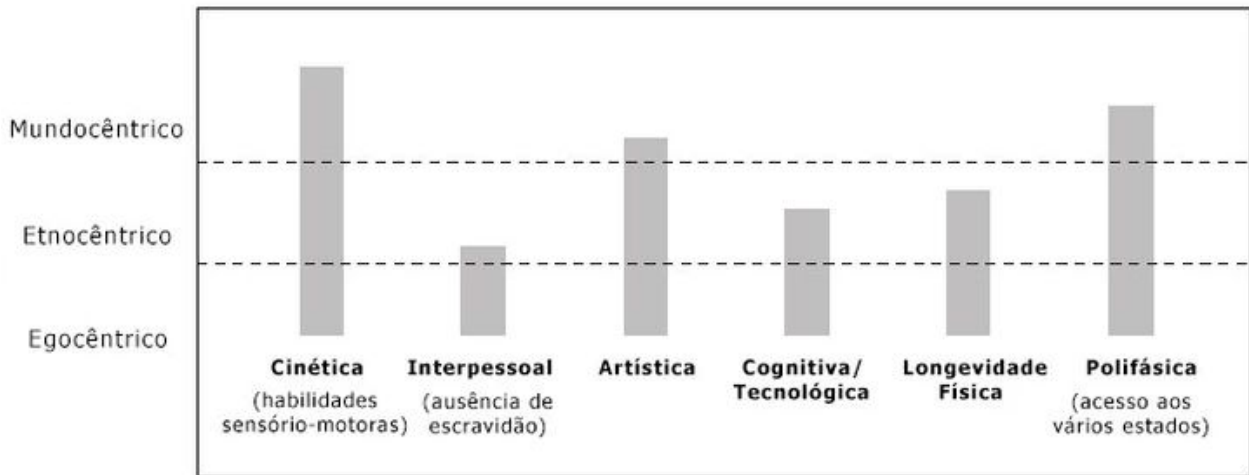 Mundocêntrico
Etnocêntrico
Egocêntrico
Cinética
(habilidades
sensório-motoras)
Interpessoal
(ausência de
escravidão)
Artística
Cognitiva/
Tecnológica
Longevidade
Física
Polifásica
(acesso aos
vários estados)